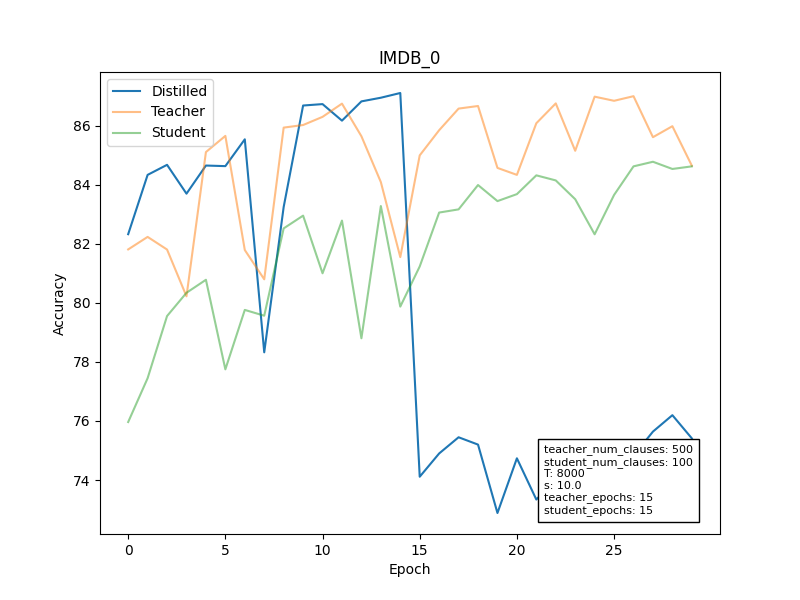 IMDB_0
Distilled
Teacher
Student
86
84
82
80
78
76
74
Accuracy
teacher_num_clauses: 500
student_num_clauses: 100
T: 8000
s: 10.0
teacher_epochs: 15
student_epochs: 15
0 5 10 15 20 25
Epoch